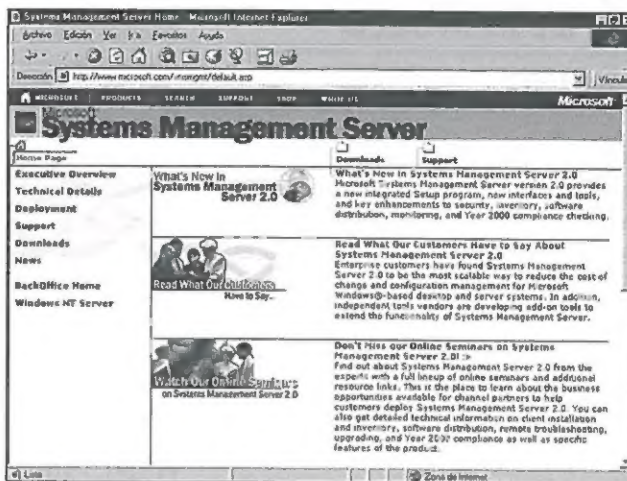 Systems Management Server Home - Microsoft Internet Explorer
Archivo Edición Ver Ir a Favoritos Ayuda
Dirección http://www.microsoft.com/smsmgmt/default.asp Vínculos
MICROSOFT PRODUCTS SEARCH SUPPORT SHOP WRITE US Microsoft
Microsoft
Systems Management Server
Home Page
Downloads Support
Executive Overview
Technical Details
Deployment
Support
Downloads
News
BackOffice Home
Windows NT Server
What's New in
Systems Management
Server 2.0
What's New in Systems Management Server 2.0
Microsoft Systems Management Server version 2.0 provides
a new integrated Setup program, new interfaces and tools,
and key enhancements to security, inventory, software
distribution, monitoring, and Year 2000 compliance checking.
Read What Our Customers
Have to Say...
Read What Our Customers Have to Say About
Systems Management Server 2.0
Enterprise customers have found Systems Management
Server 2.0 to be the most scalable way to reduce the cost of
change and configuration management for Microsoft
Windows®-based desktop and server systems. In addition,
independent tools vendors are developing add-on tools to
extend the functionality of Systems Management Server.
Watch Our Online Seminars
on Systems Management Server 2.0
Don't Miss our Online Seminars on Systems
Management Server 2.0!
Find out about Systems Management Server 2.0 from the
experts with a full lineup of online seminars and additional
resource links. This is the place to learn about the business
opportunities available for channel partners to help
customers deploy Systems Management Server 2.0. You can
also get detailed technical information on client installation
and inventory, software distribution, remote troubleshooting,
upgrading, and Year 2000 compliance as well as specific
features of the product.
Listo
Zona de Internet